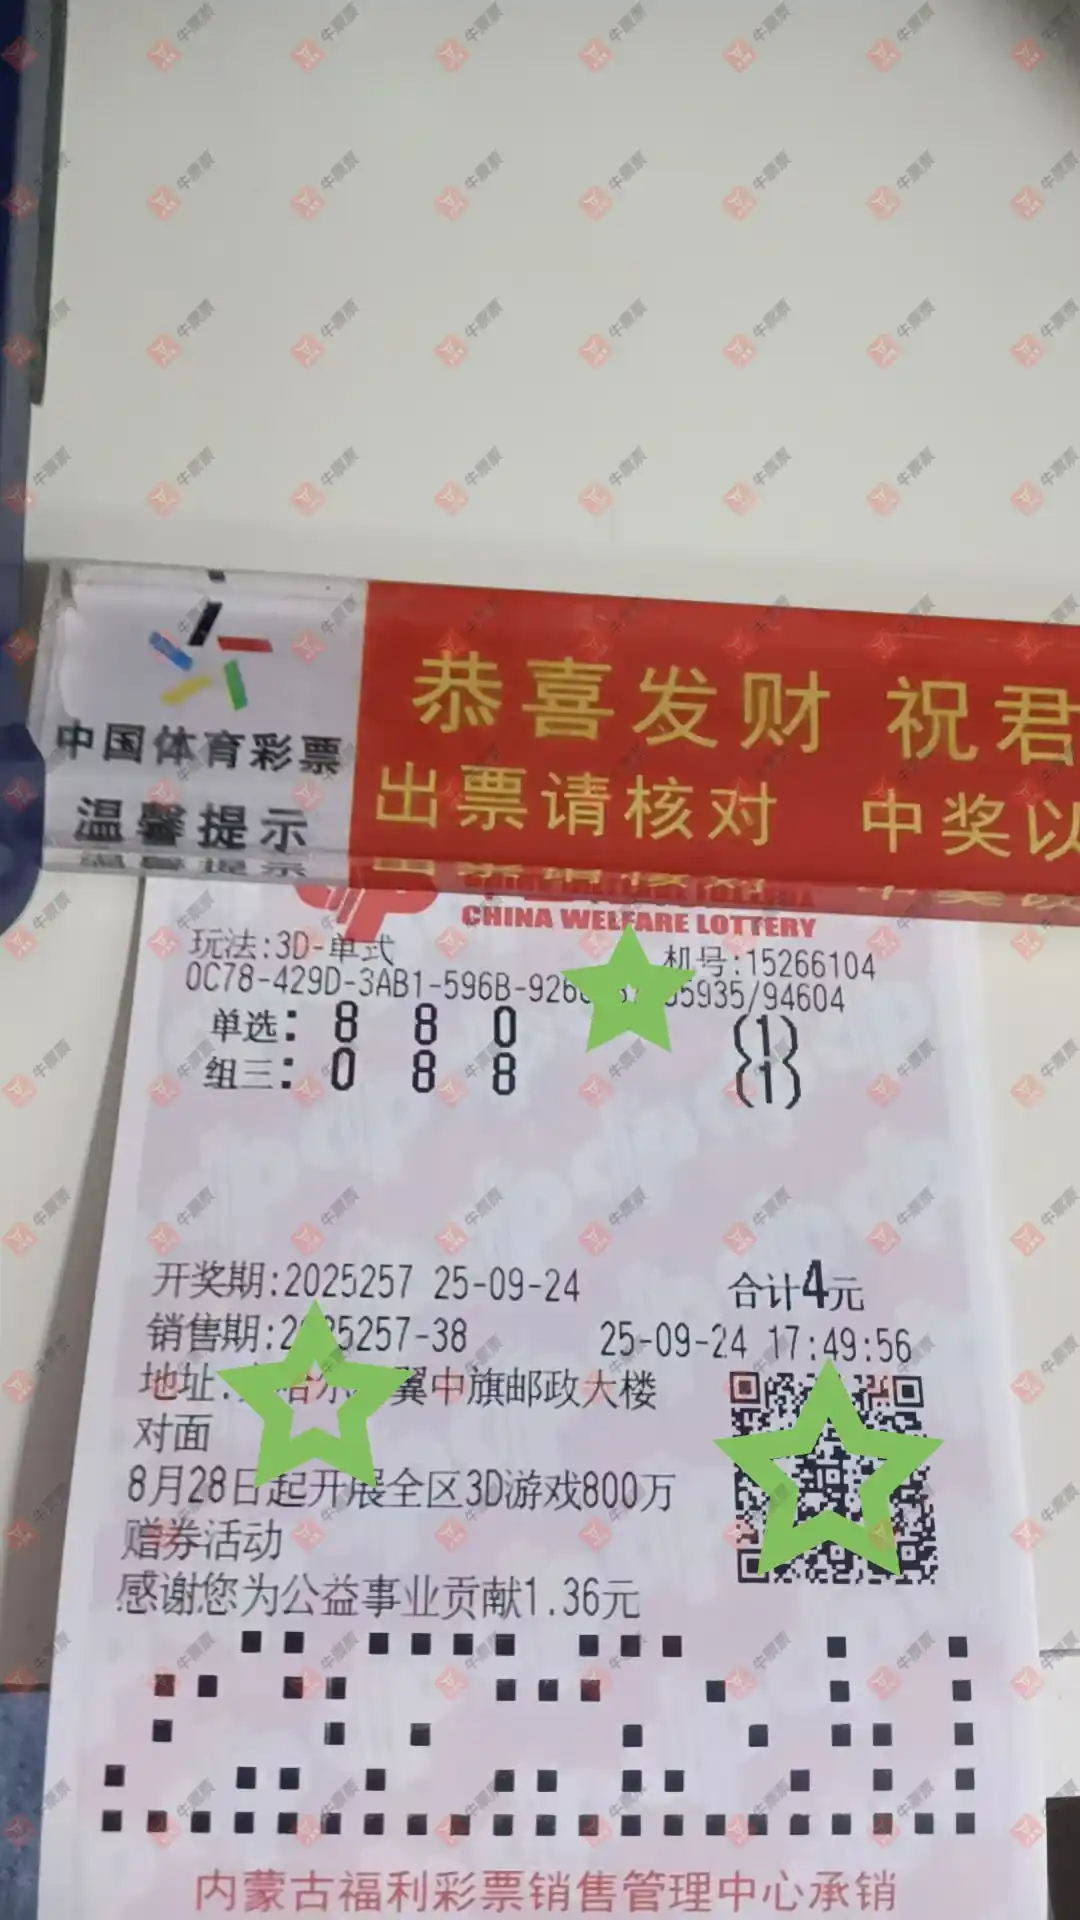 恭喜发财 祝君
中国体育彩票
出票请核对 中奖以
温馨提示
CHINA WELFARE LOTTERY
玩法:3D-单式 机号:15266104
0C78-429D-3AB1-596B-926 5935/94604
单选: 8 8 0 (1)
组三: 0 8 8 (1)
开奖期:2025257 25-09-24 合计4元
销售期:2 25257-38 25-09-24 17:49:56
地址: 翼中旗邮政大楼
对面
8月28日起开展全区3D游戏800万
赠券活动
感谢您为公益事业贡献1.36元
内蒙古福利彩票销售管理中心承销
牛票票